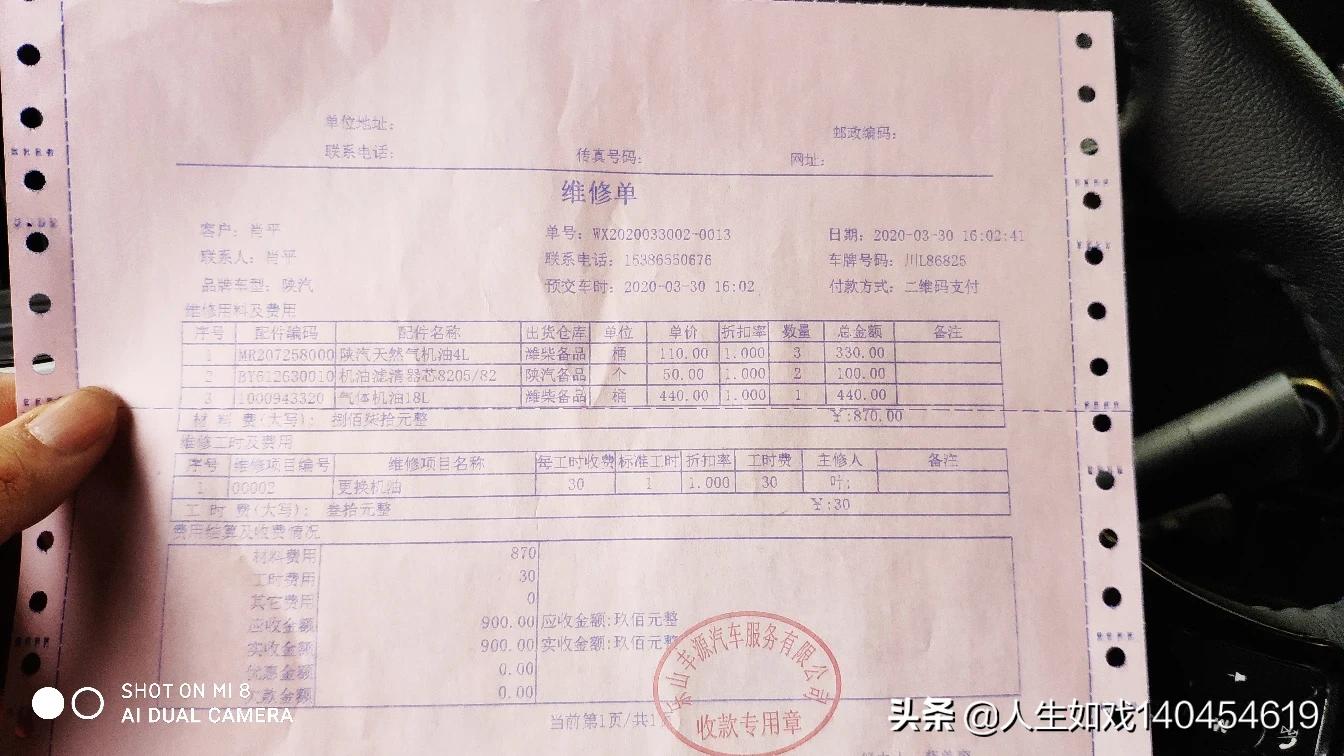 单位地址： 邮政编码：
联系电话： 传真号码： 网址：
维修单
客户：肖平 单号：WX2020033002-0013 日期：2020-03-30 16:02:41
联系人：肖平 联系电话：15386550676 车牌号码：川L86825
品牌车型：陕汽 预交车时：2020-03-30 16:02 付款方式：二维码支付
维修用料及费用
序号 配件编码 配件名称 出货仓库 单位 单价 折扣率 数量 总金额 备注
1 MR207258000 陕汽天然气机油4L 潍柴备品 桶 110.00 1.000 3 330.00
2 BY612630010 机油滤清器芯8205/82 陕汽备品 个 50.00 1.000 2 100.00
3 1000943320 气体机油18L 潍柴备品 桶 440.00 1.000 1 440.00
材 料 费(大写)： 捌佰柒拾元整 ￥:870.00
维修工时及费用
序号 维修项目编号 维修项目名称 每工时收费 标准工时 折扣率 工时费 主修人 备注
1 00002 更换机油 30 1 1.000 30 叶;
工 时 费(大写)： 叁拾元整 ￥:30
费用结算及收费情况
材料费用 870
工时费用 30
其它费用 0
应收金额 900.00 应收金额:玖佰元整
实收金额 900.00 实收金额:玖佰元整
优惠金额 0.00
欠款金额 0.00
乐山丰源汽车服务有限公司
收款专用章
当前第1页/共1
SHOT ON MI 8
AI DUAL CAMERA
头条 @人生如戏140454619